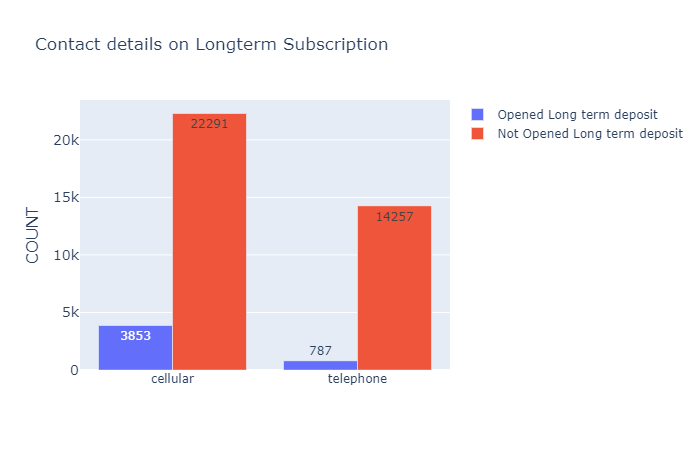 Contact details on Longterm Subscription
Opened Long term deposit
Not Opened Long term deposit
COUNT
20k
15k
10k
5k
0
22291
14257
3853
787
cellular
telephone